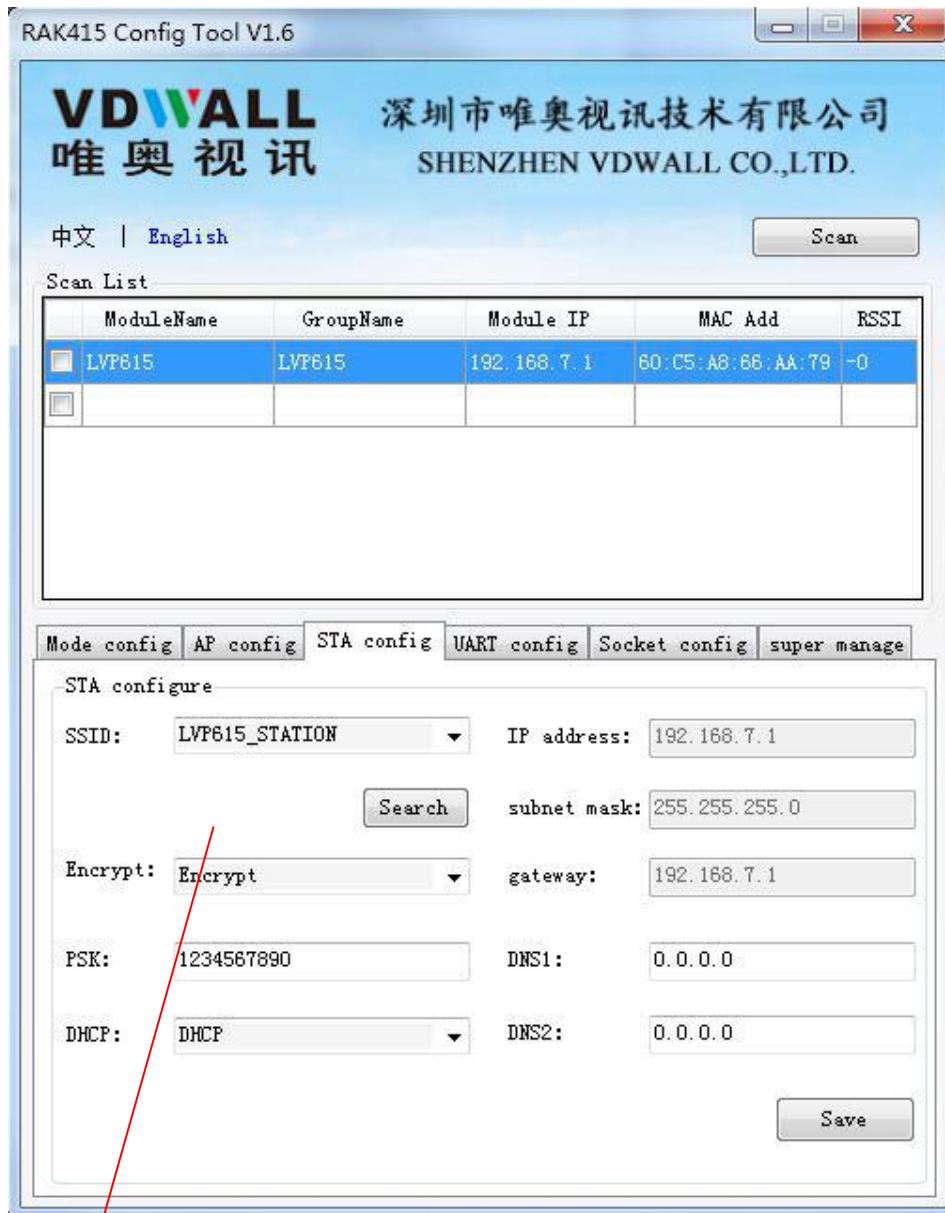 RAK415 Config Tool V1.6
VDWALL 深圳市唯奥视讯技术有限公司
唯奥视讯 SHENZHEN VDWALL CO.,LTD.
中文 | English Scan
Scan List
ModuleName GroupName Module IP MAC Add RSSI
LVP615 LVP615 192.168.7.1 60:C5:A8:66:AA:79 -0
Mode config AP config STA config UART config Socket config super manage
STA configure
SSID: LVP615_STATION IP address: 192.168.7.1
Search subnet mask: 255.255.255.0
Encrypt: Encrypt gateway: 192.168.7.1
PSK: 1234567890 DNS1: 0.0.0.0
DHCP: DHCP DNS2: 0.0.0.0
Save